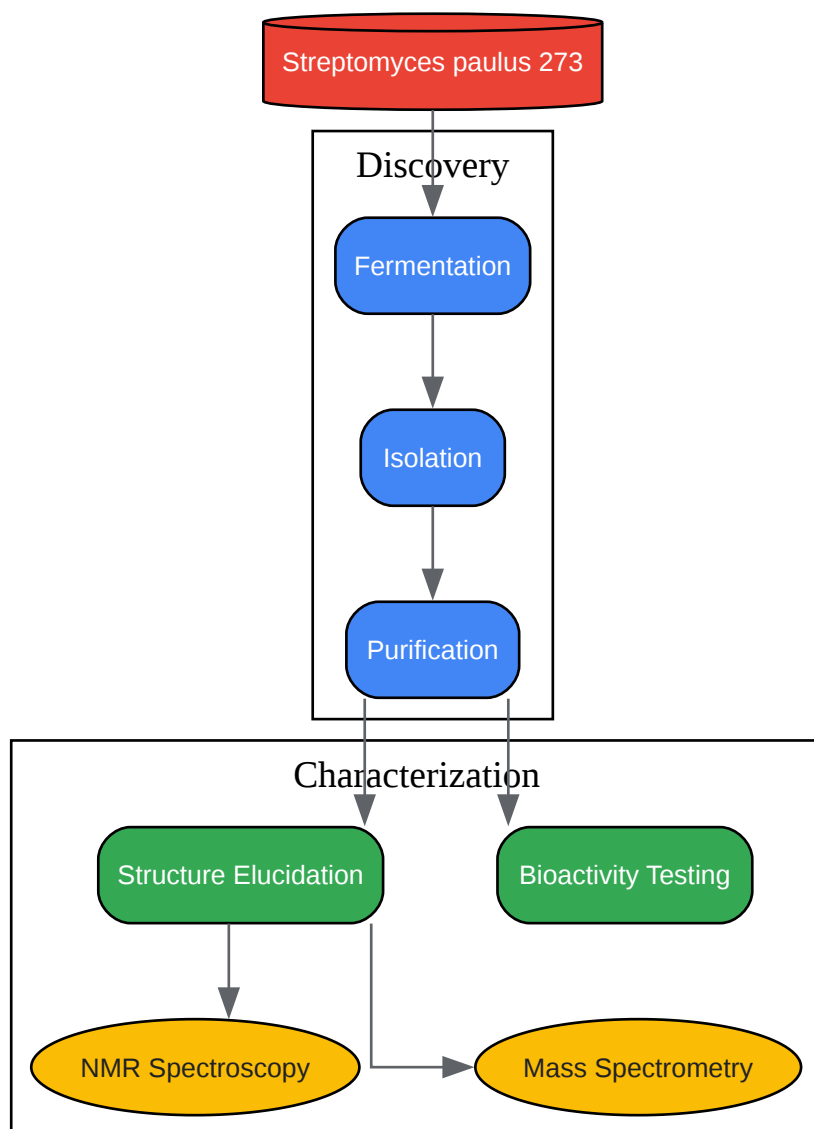 Streptomyces paulus 273
Discovery
Fermentation
Isolation
Purification
Characterization
Structure Elucidation
Bioactivity Testing
NMR Spectroscopy
Mass Spectrometry